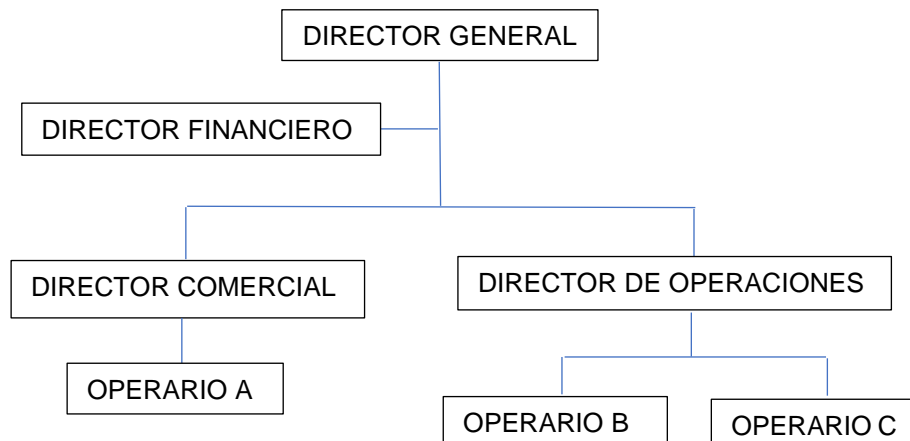 DIRECTOR GENERAL
DIRECTOR FINANCIERO
DIRECTOR COMERCIAL
DIRECTOR DE OPERACIONES
OPERARIO A
OPERARIO B
OPERARIO C